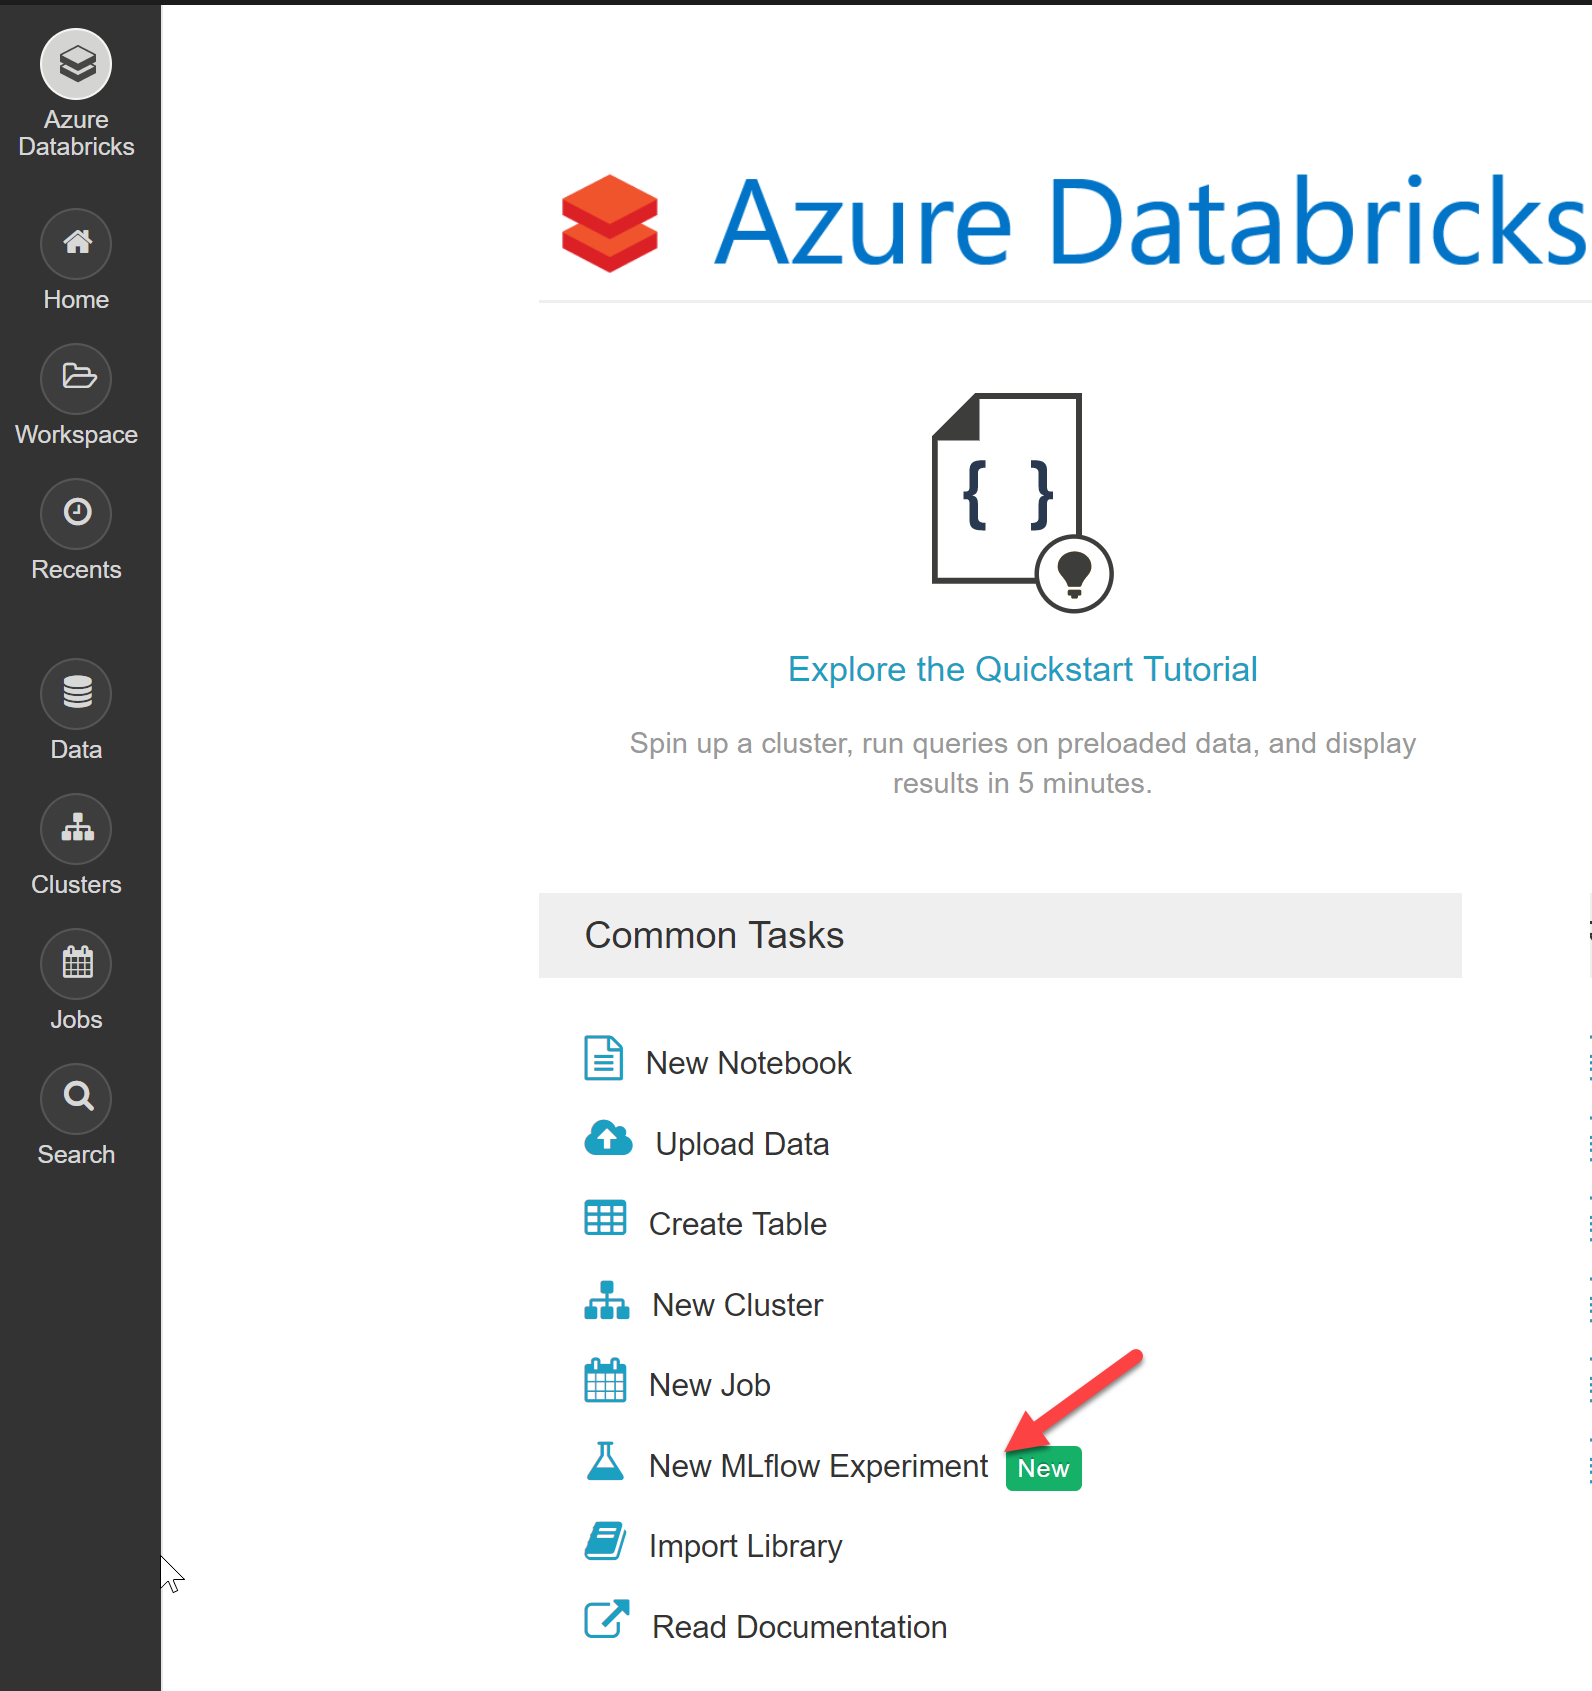 Azure
Databricks
Home
Workspace
Recents
Data
Clusters
Jobs
Search
Azure Databricks
{ }
Explore the Quickstart Tutorial
Spin up a cluster, run queries on preloaded data, and display
results in 5 minutes.
Common Tasks
New Notebook
Upload Data
Create Table
New Cluster
New Job
New MLflow Experiment New
Import Library
Read Documentation